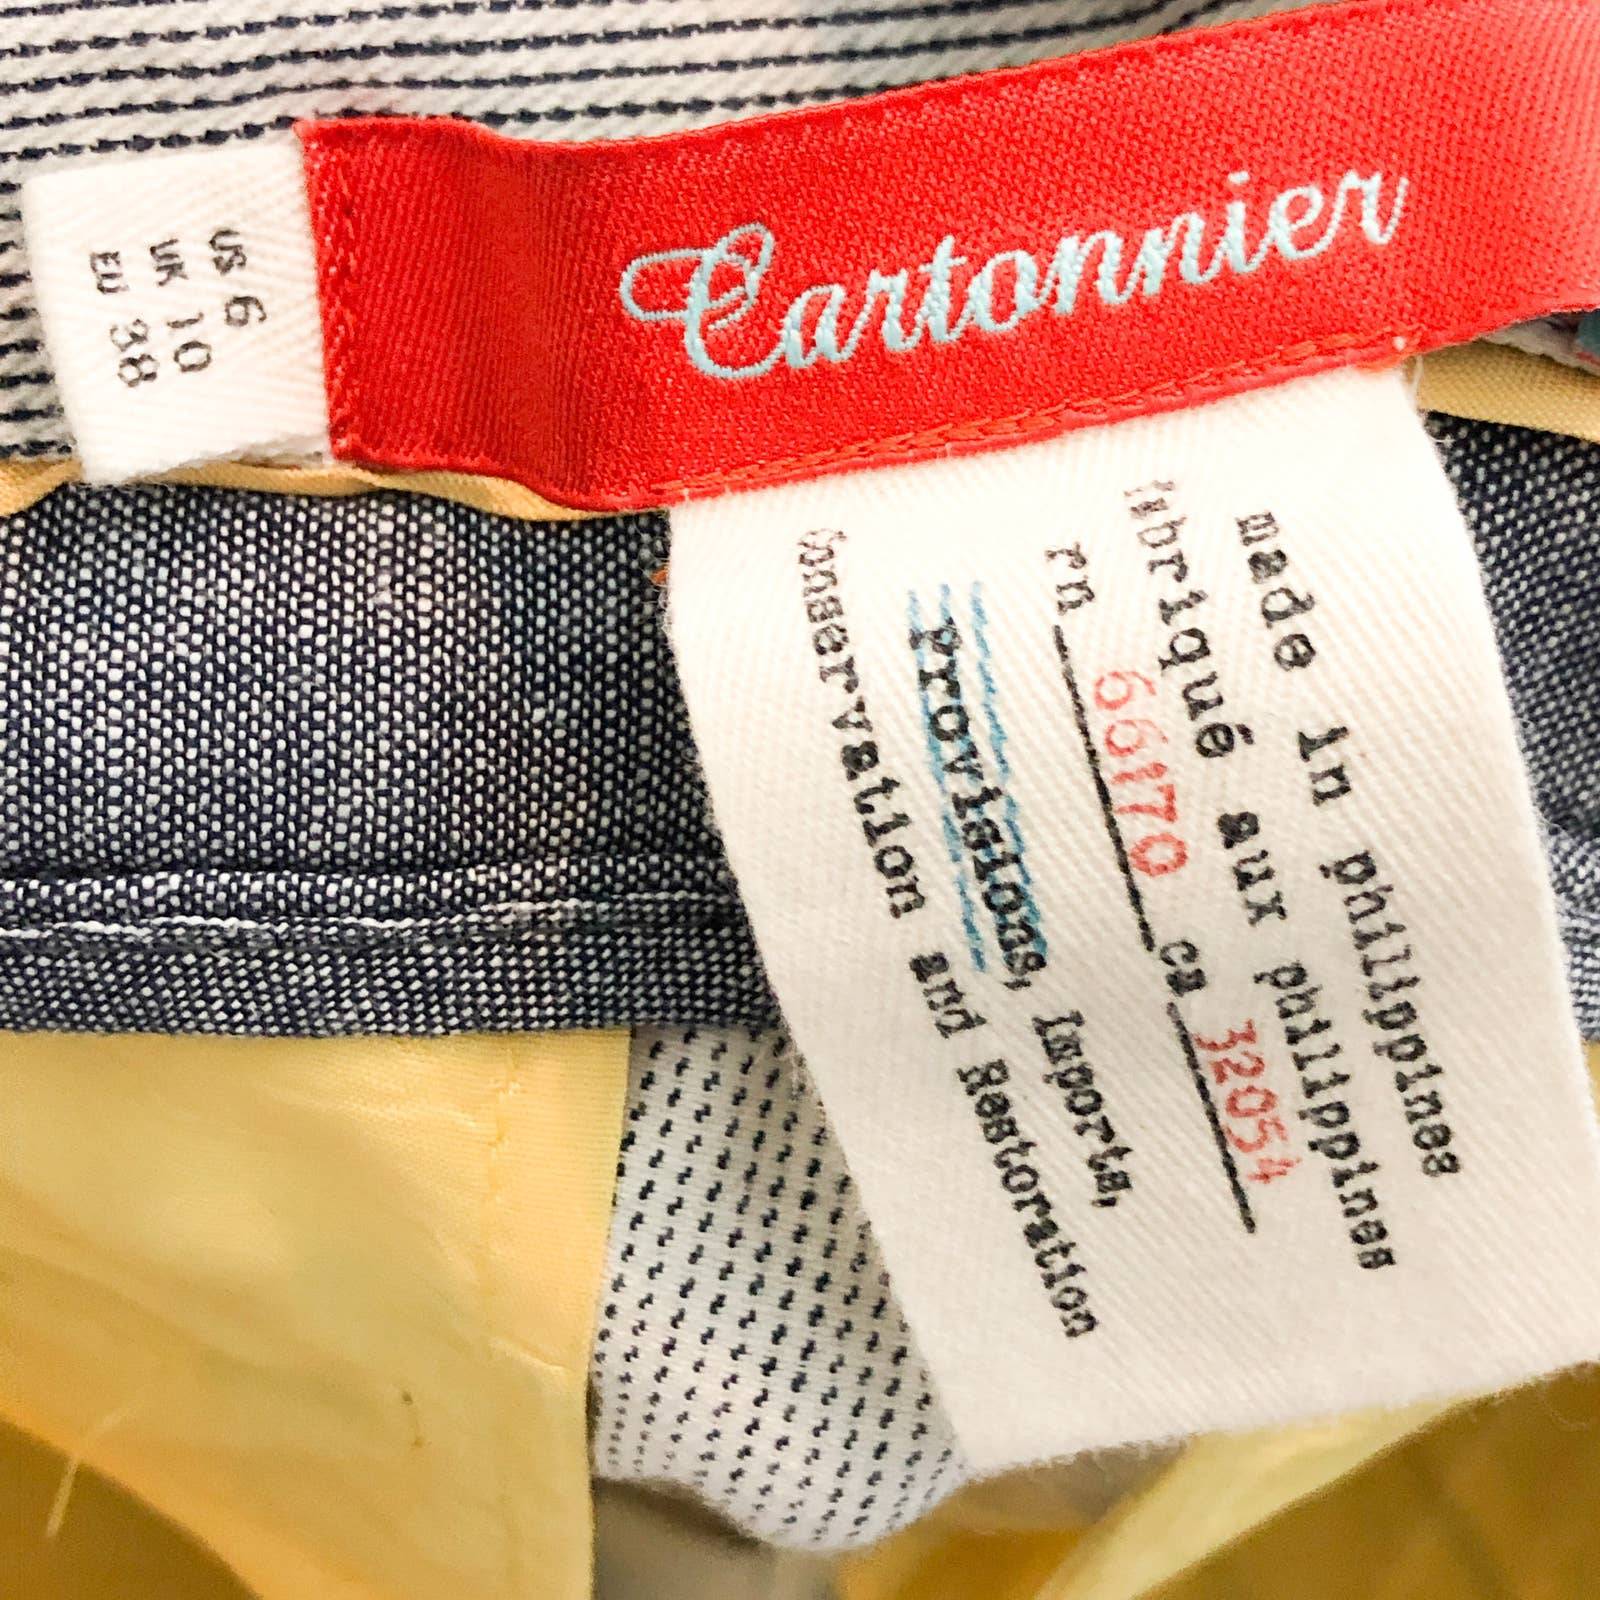 Cartonnier
US 6
UK 10
EU 38
made in philippines
fabriqué aux philippines
rn 66170 ca 32054
Provisions, Imports,
Conservation and Restoration